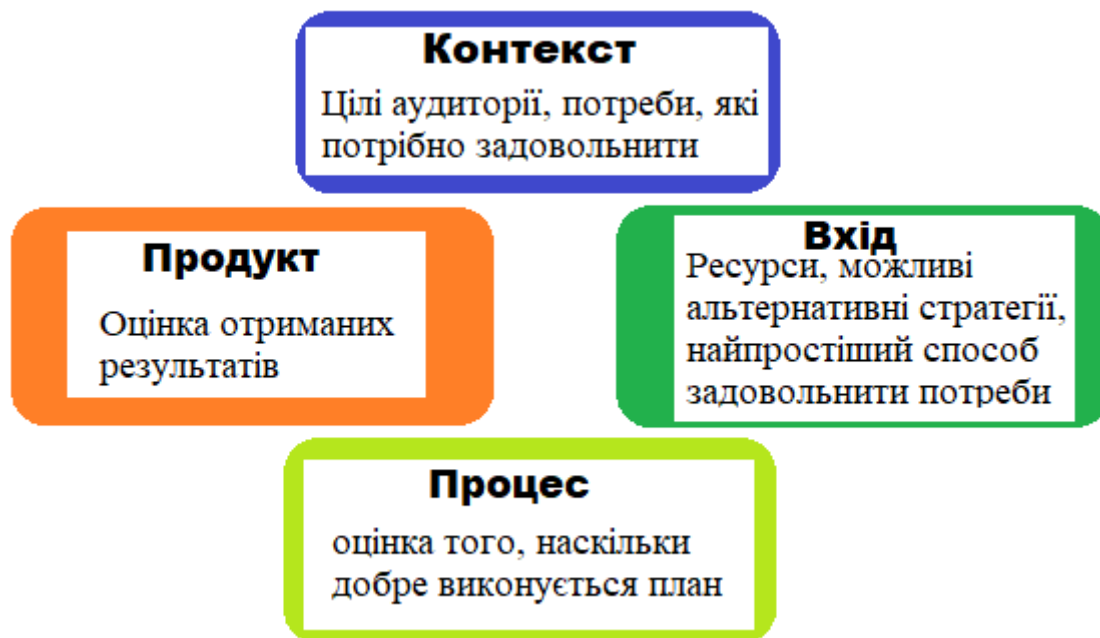 Контекст
Цілі аудиторії, потреби, які
потрібно задовольнити
Продукт
Оцінка отриманих
результатів
Вхід
Ресурси, можливі
альтернативні стратегії,
найпростіший спосіб
задовольнити потреби
Процес
оцінка того, наскільки
добре виконується план